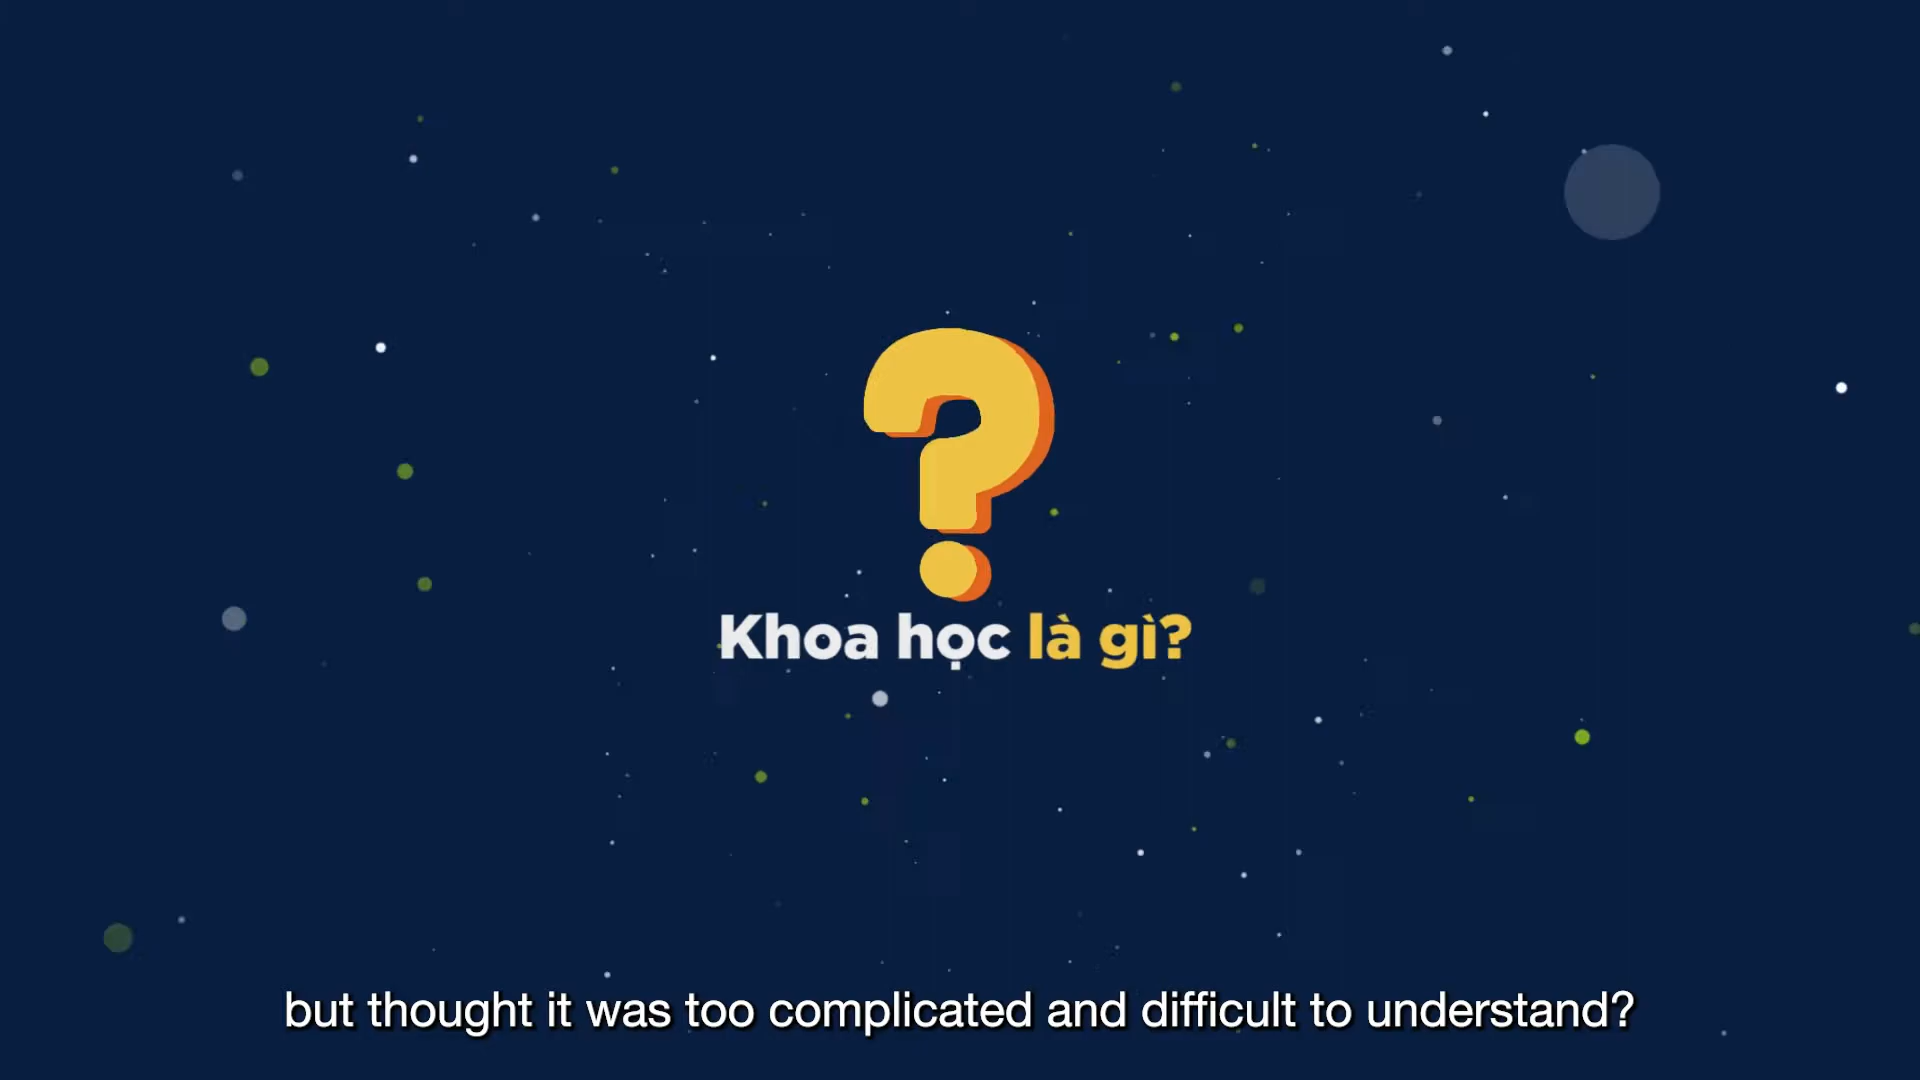 ?
Khoa học là gì?
but thought it was too complicated and difficult to understand?